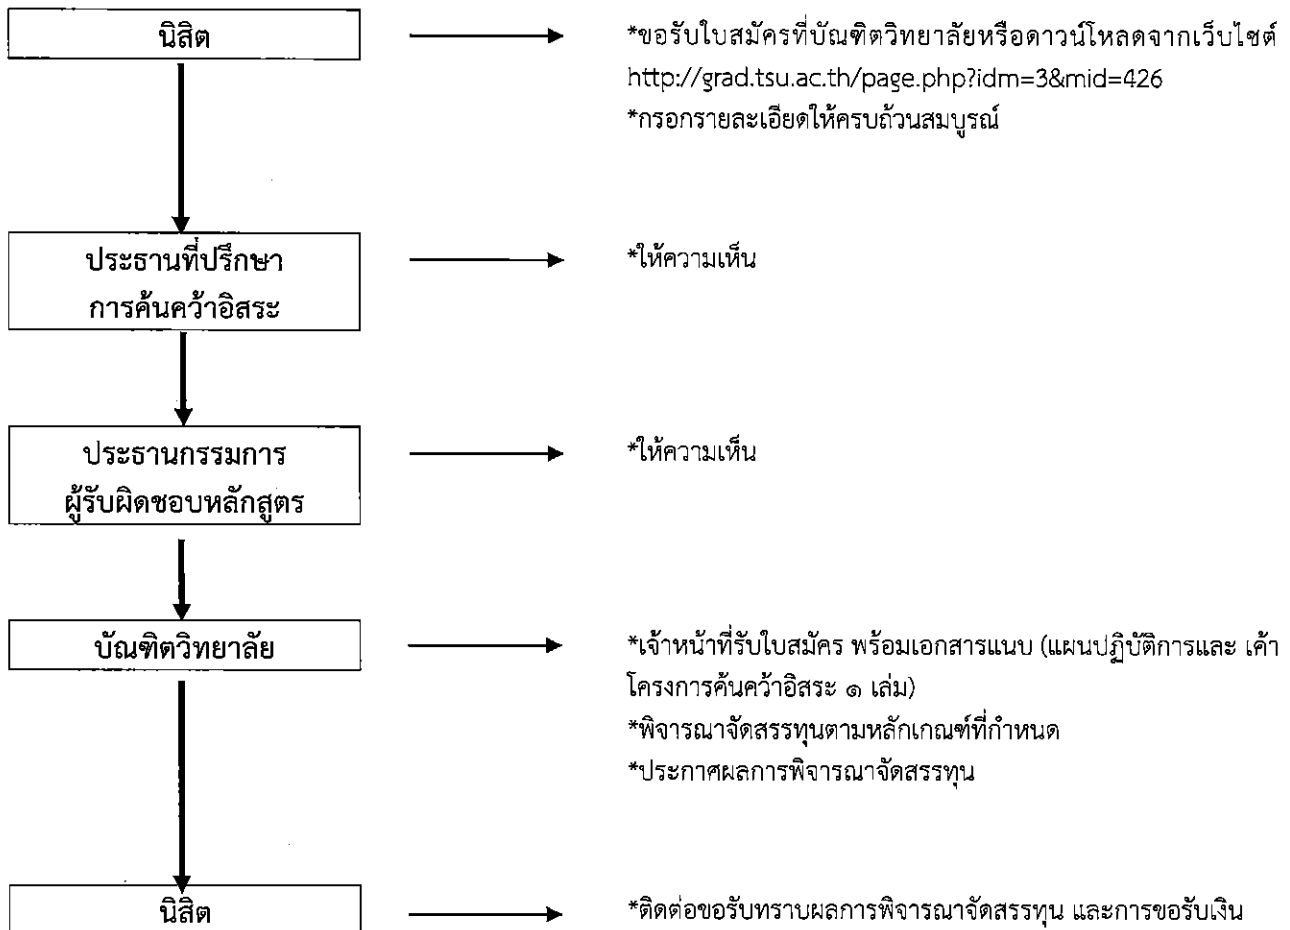 นิสิต
*ขอรับใบสมัครที่บัณฑิตวิทยาลัยหรือดาวน์โหลดจากเว็บไซต์
http://grad.tsu.ac.th/page.php?idm=3&mid=426
*กรอกรายละเอียดให้ครบถ้วนสมบูรณ์
ประธานที่ปรึกษา
การค้นคว้าอิสระ
*ให้ความเห็น
ประธานกรรมการ
ผู้รับผิดชอบหลักสูตร
*ให้ความเห็น
บัณฑิตวิทยาลัย
*เจ้าหน้าที่รับใบสมัคร พร้อมเอกสารแนบ (แผนปฏิบัติการและ เค้า
โครงการค้นคว้าอิสระ ๑ เล่ม)
*พิจารณาจัดสรรทุนตามหลักเกณฑ์ที่กำหนด
*ประกาศผลการพิจารณาจัดสรรทุน
นิสิต
*ติดต่อขอรับทราบผลการพิจารณาจัดสรรทุน และการขอรับเงิน